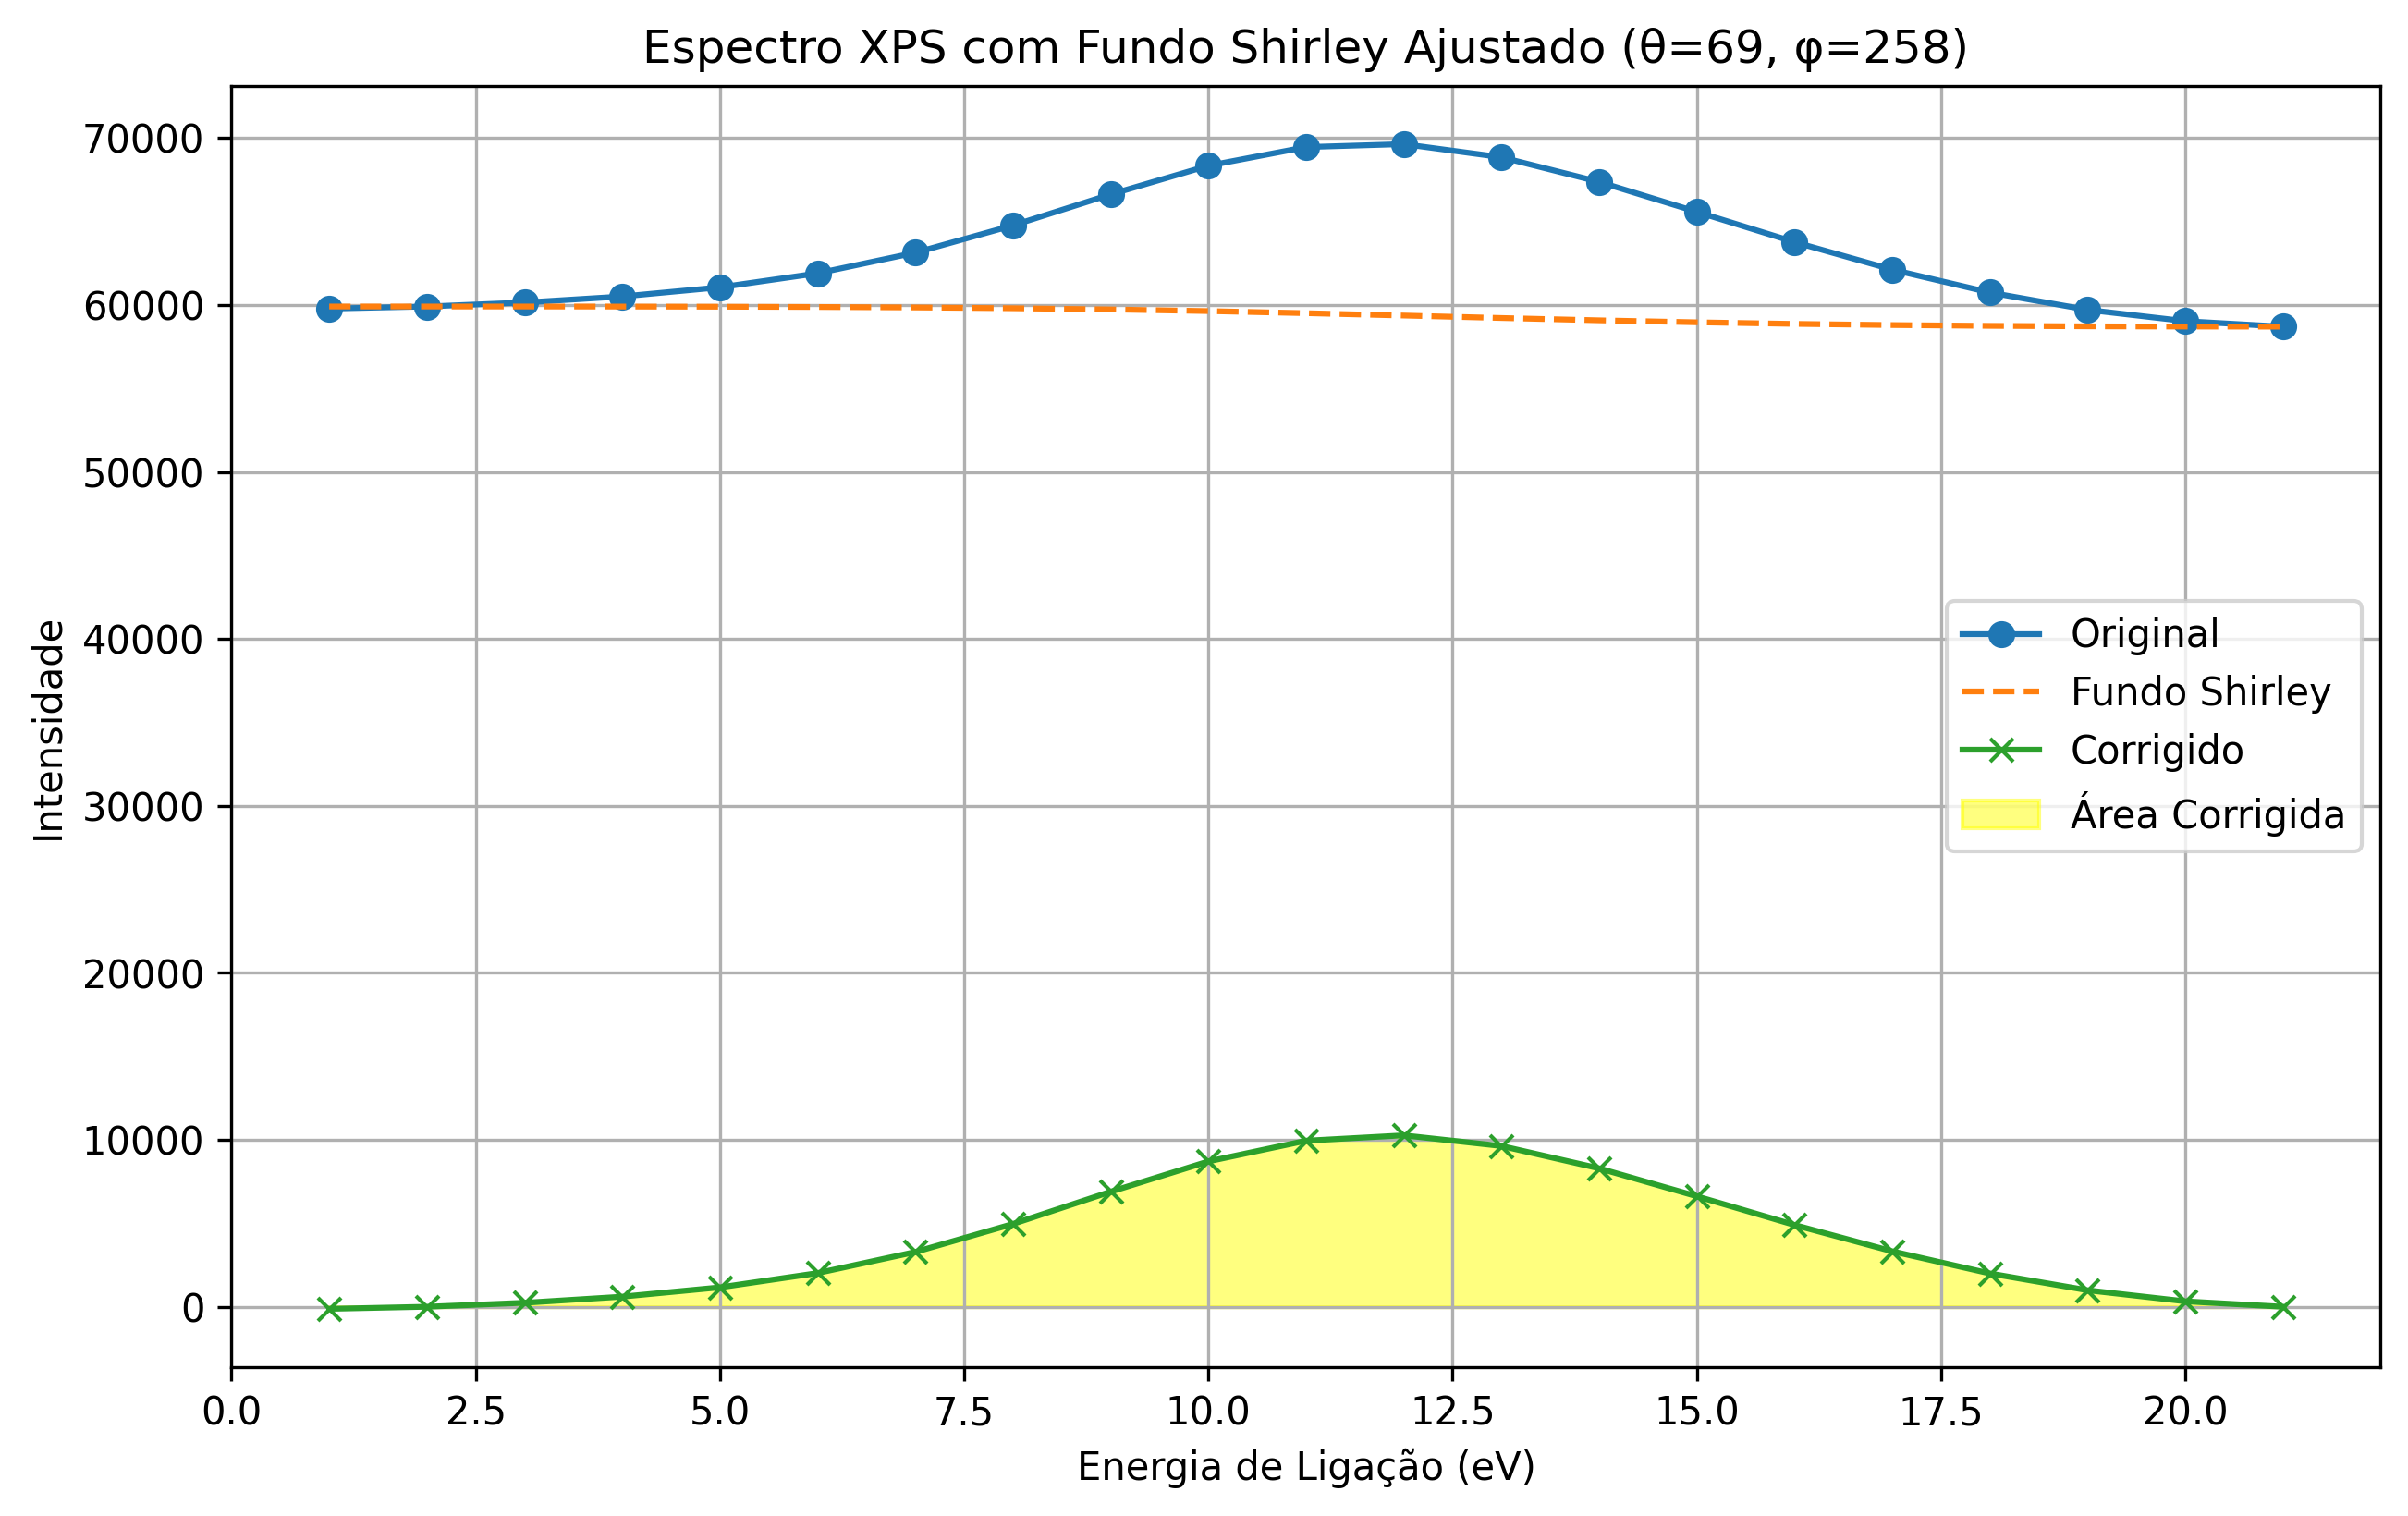 Espectro XPS com Fundo Shirley Ajustado (θ=69, φ=258)
70000
60000
50000
40000
30000
20000
10000
0
Intensidade
Original
Fundo Shirley
Corrigido
Área Corrigida
0.0 2.5 5.0 7.5 10.0 12.5 15.0 17.5 20.0
Energia de Ligação (eV)